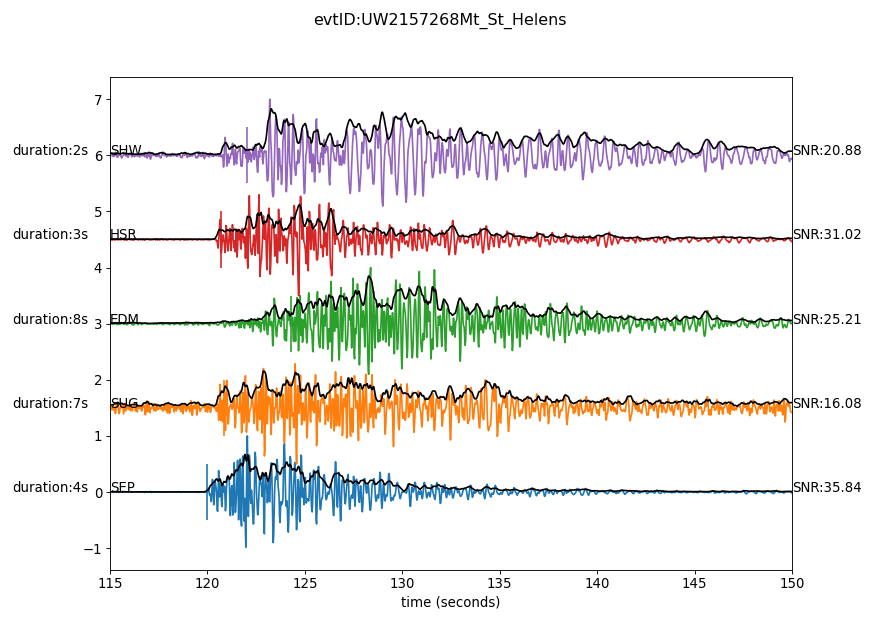 evtID:UW2157268Mt_St_Helens
7
duration:2s SHW SNR:20.88
6
5
duration:3s HSR SNR:31.02
4
duration:8s EDM SNR:25.21
3
2
duration:7s SUG SNR:16.08
1
duration:4s SEP SNR:35.84
0
−1
115 120 125 130 135 140 145 150
time (seconds)